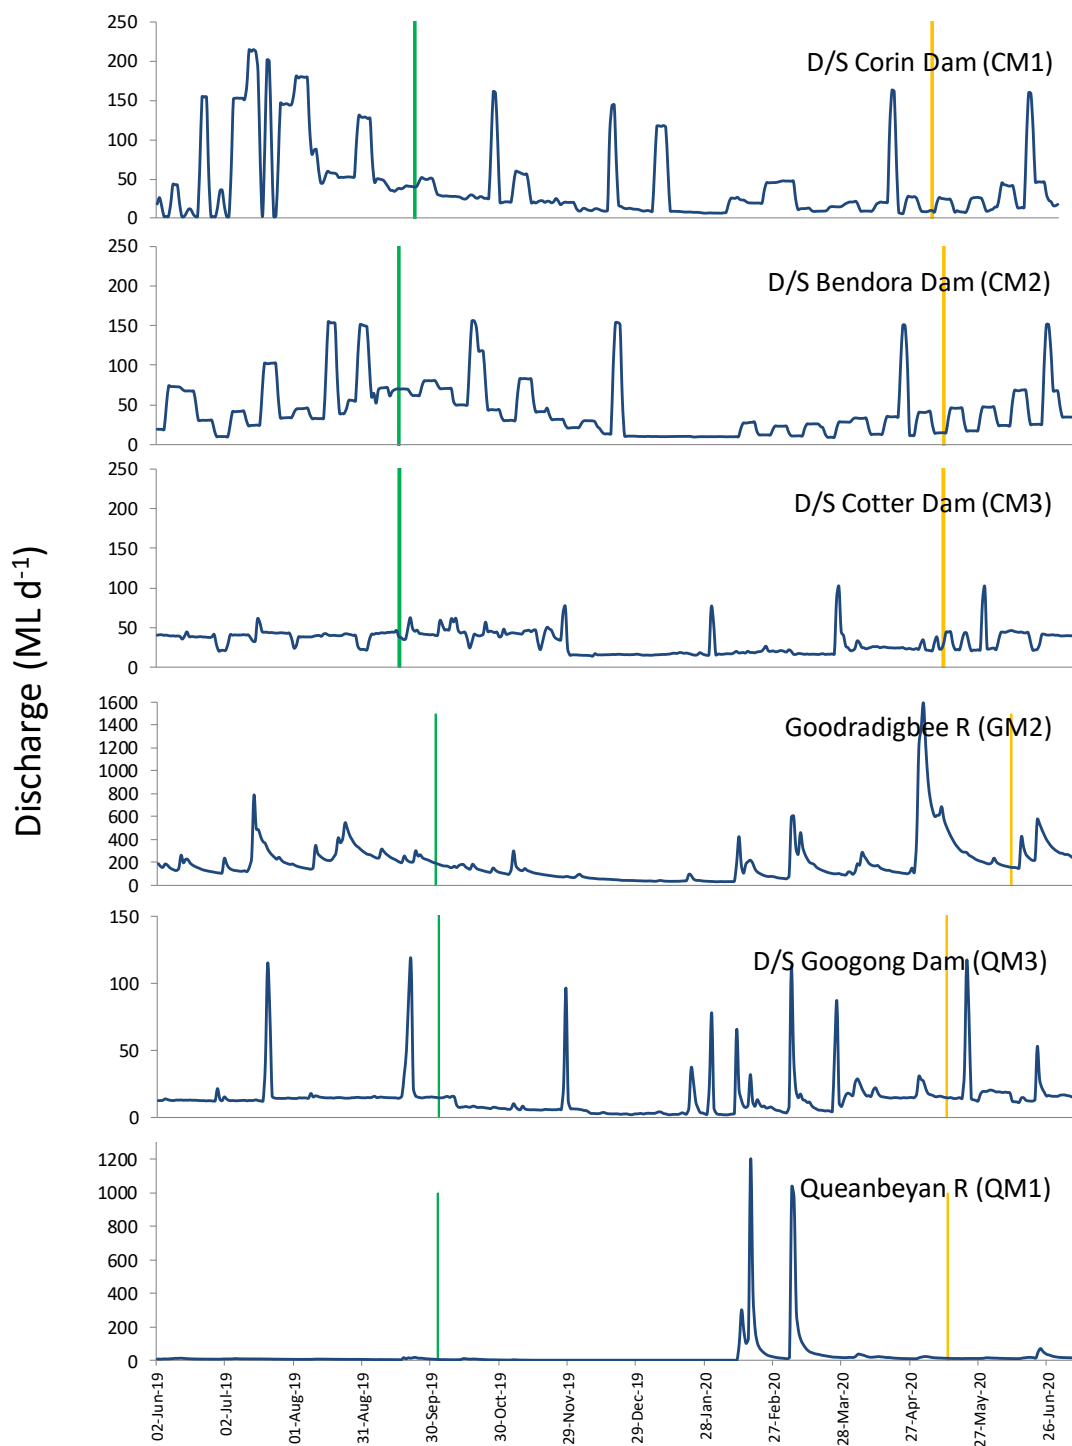 Discharge (ML d⁻¹)
250
200
150
100
50
0
D/S Corin Dam (CM1)
250
200
150
100
50
0
D/S Bendora Dam (CM2)
250
200
150
100
50
0
D/S Cotter Dam (CM3)
1600
1400
1200
1000
800
600
400
200
0
Goodradigbee R (GM2)
150
100
50
0
D/S Googong Dam (QM3)
1200
1000
800
600
400
200
0
Queanbeyan R (QM1)
02-Jun-19
02-Jul-19
01-Aug-19
31-Aug-19
30-Sep-19
30-Oct-19
29-Nov-19
29-Dec-19
28-Jan-20
27-Feb-20
28-Mar-20
27-Apr-20
27-May-20
26-Jun-20